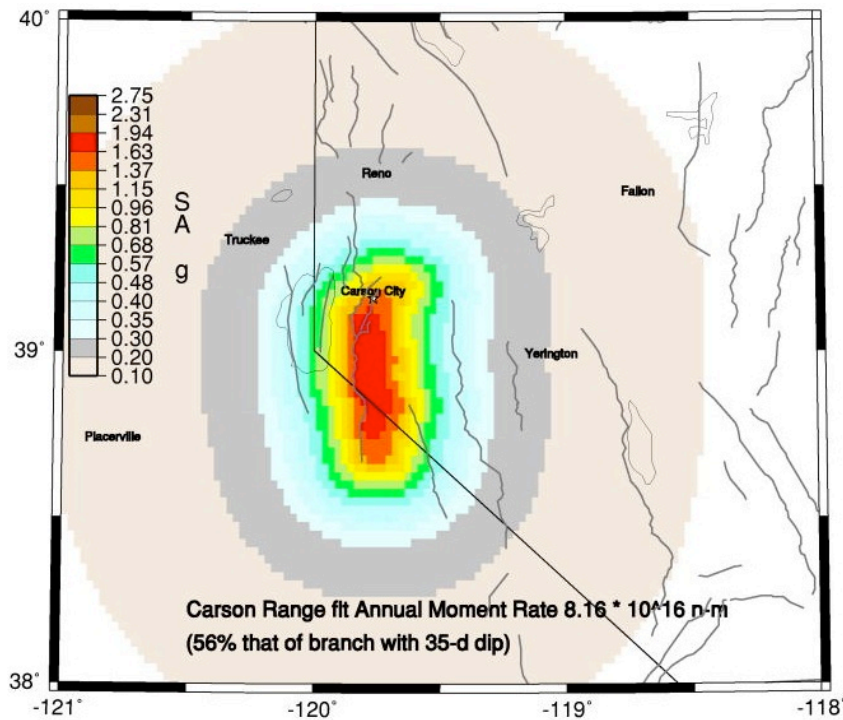 40°
2.75
2.31
1.94
1.63
1.37
1.15
0.96
0.81
0.68
0.57
0.48
0.40
0.35
0.30
0.20
0.10
S
A
g
Reno
Fallon
Truckee
Carson City
39°
Yerington
Placerville
Carson Range flt Annual Moment Rate 8.16 * 10^16 n-m
(56% that of branch with 35-d dip)
38°
-121°
-120°
-119°
-118°